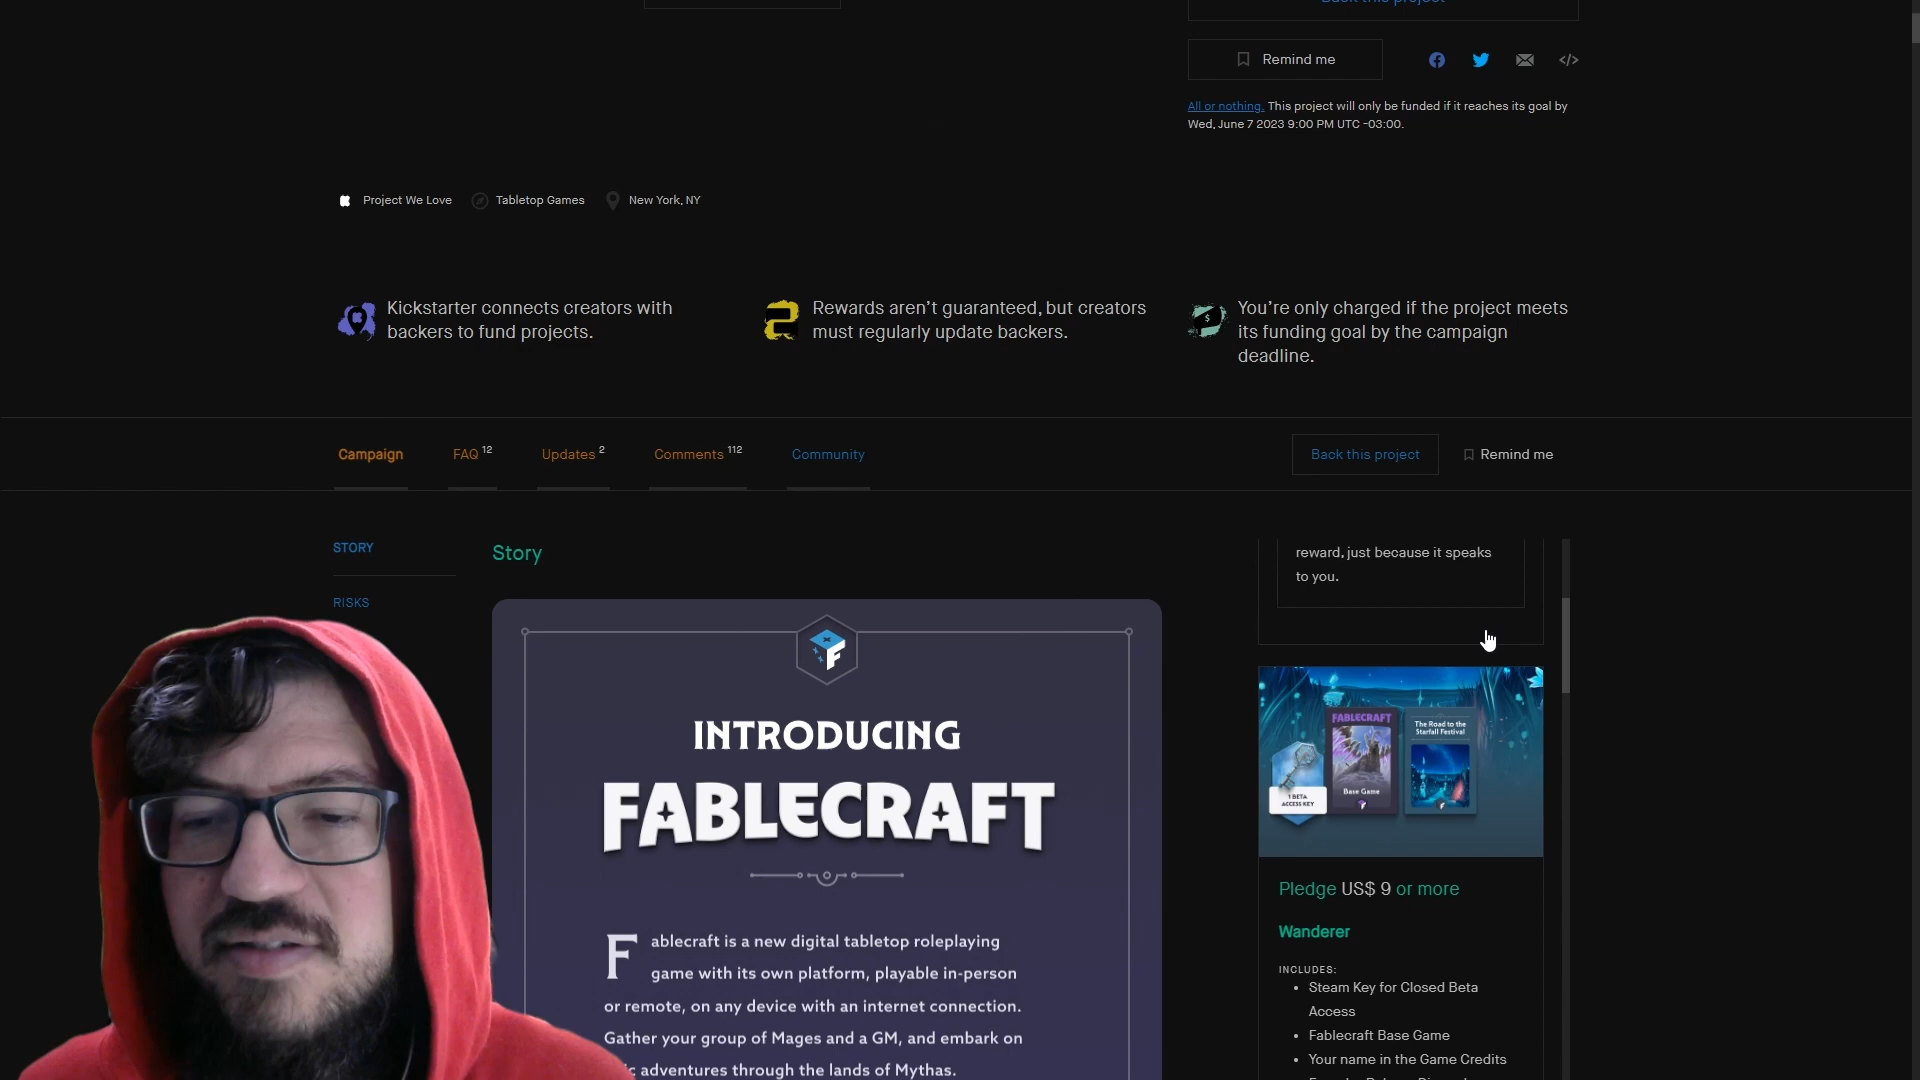 Back this project
Remind me
</>
All or nothing. This project will only be funded if it reaches its goal by
Wed, June 7 2023 9:00 PM UTC -03:00.
Project We Love
Tabletop Games
New York, NY
Kickstarter connects creators with
backers to fund projects.
Rewards aren't guaranteed, but creators
must regularly update backers.
You're only charged if the project meets
its funding goal by the campaign
deadline.
Campaign
FAQ 12
Updates 2
Comments 112
Community
Back this project
Remind me
STORY
RISKS
Story
INTRODUCING
FABLECRAFT
Fablecraft is a new digital tabletop roleplaying
game with its own platform, playable in-person
or remote, on any device with an internet connection.
Gather your group of Mages and a GM, and embark on
adventures through the lands of Mythas.
reward, just because it speaks
to you.
1 BETA
ACCESS KEY
FABLECRAFT
Base Game
The Road to the
Starfall Festival
Pledge US$ 9 or more
Wanderer
INCLUDES:
• Steam Key for Closed Beta
Access
• Fablecraft Base Game
• Your name in the Game Credits